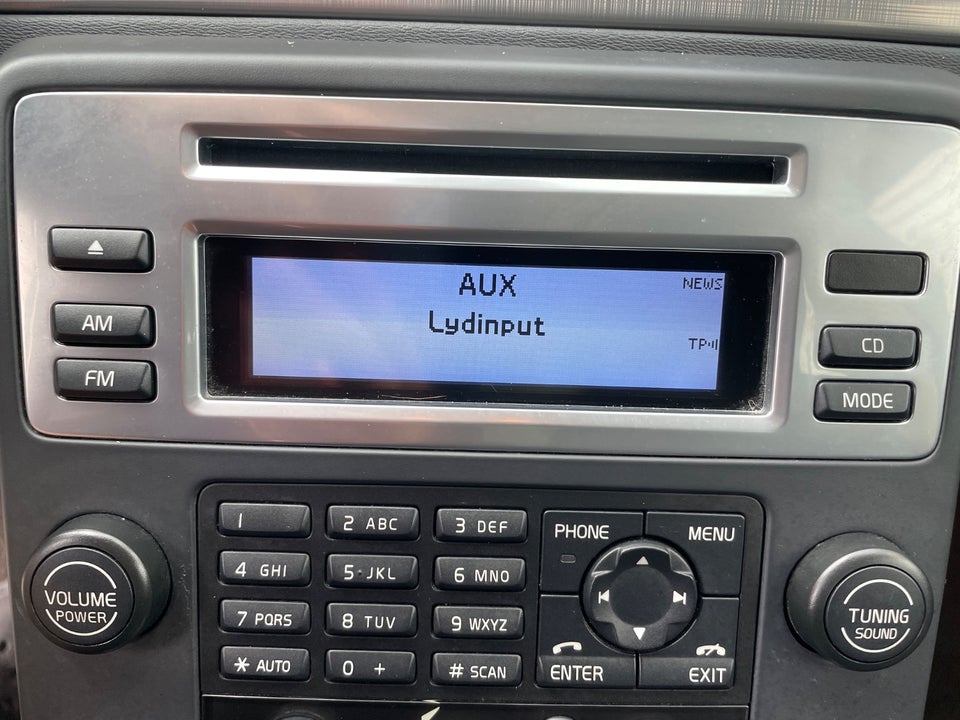 AUX
NEWS
Lydinput
TP
AM
FM
CD
MODE
1
2 ABC
3 DEF
4 GHI
5 JKL
6 MNO
7 PQRS
8 TUV
9 WXYZ
* AUTO
0 +
# SCAN
PHONE
MENU
ENTER
EXIT
VOLUME
POWER
TUNING
SOUND